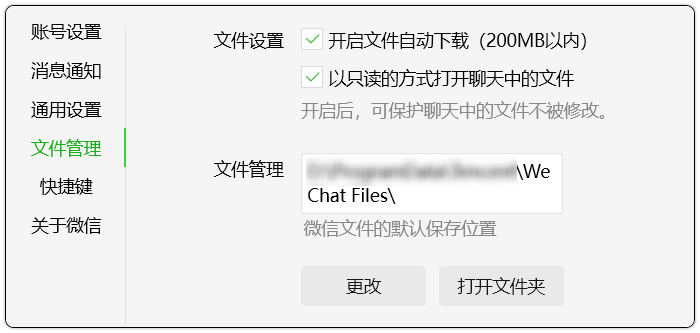 账号设置
消息通知
通用设置
文件管理
快捷键
关于微信
文件设置
开启文件自动下载（200MB以内）
以只读的方式打开聊天中的文件
开启后，可保护聊天中的文件不被修改。
文件管理
\We
Chat Files\
微信文件的默认保存位置
更改
打开文件夹